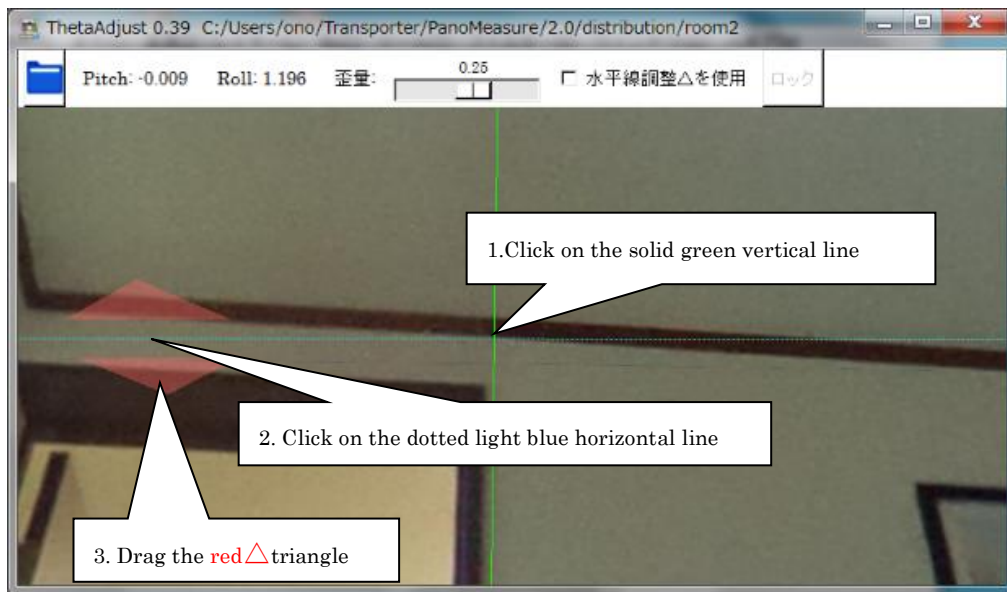 ThetaAdjust 0.39 C:/Users/ono/Transporter/PanoMeasure/2.0/distribution/room2
Pitch: -0.009 Roll: 1.196 歪量: 0.25 水平線調整△を使用 ロック
1.Click on the solid green vertical line
2. Click on the dotted light blue horizontal line
3. Drag the red△triangle